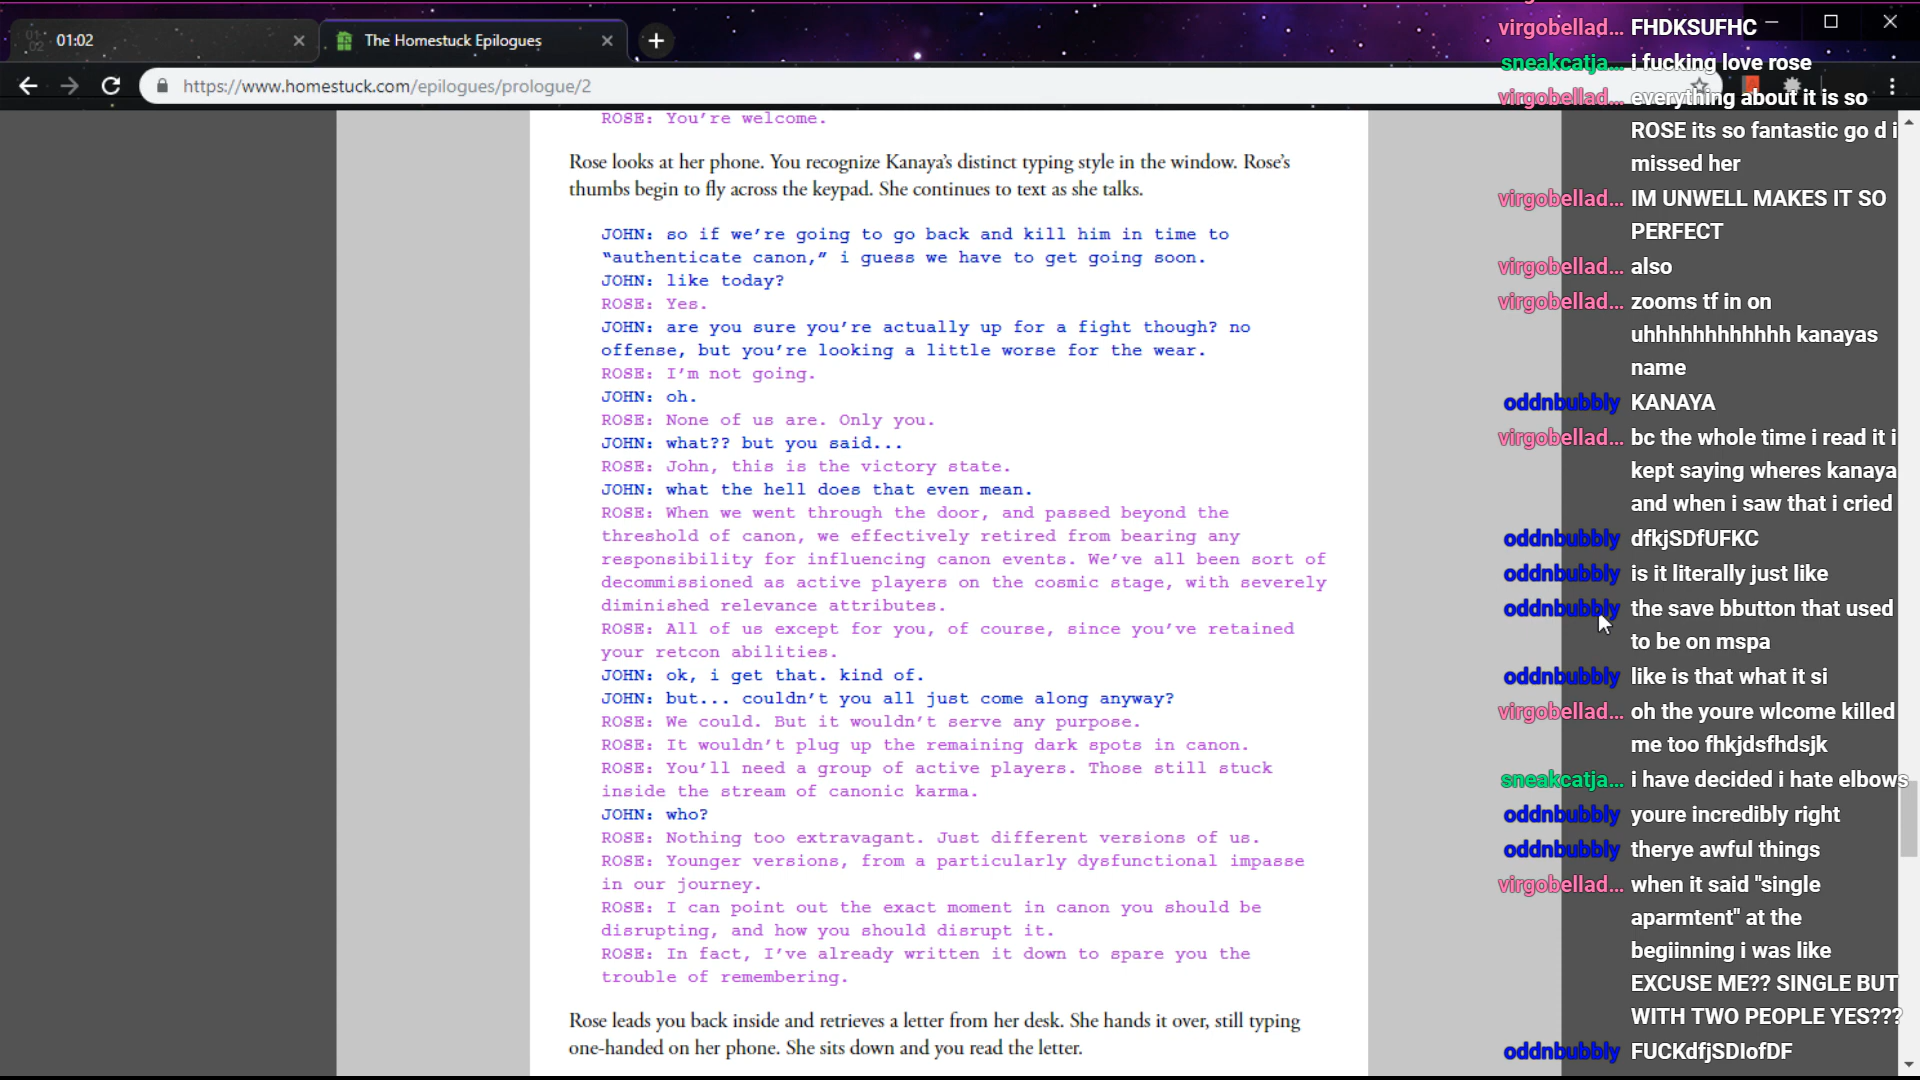 01:02
The Homestuck Epilogues
https://www.homestuck.com/epilogues/prologue/2
ROSE: You're welcome.
Rose looks at her phone. You recognize Kanaya's distinct typing style in the window. Rose's
thumbs begin to fly across the keypad. She continues to text as she talks.
JOHN: so if we're going to go back and kill him in time to
"authenticate canon," i guess we have to get going soon.
JOHN: like today?
ROSE: Yes.
JOHN: are you sure you're actually up for a fight though? no
offense, but you're looking a little worse for the wear.
ROSE: I'm not going.
JOHN: oh.
ROSE: None of us are. Only you.
JOHN: what?? but you said...
ROSE: John, this is the victory state.
JOHN: what the hell does that even mean.
ROSE: When we went through the door, and passed beyond the
threshold of canon, we effectively retired from bearing any
responsibility for influencing canon events. We've all been sort of
decommissioned as active players on the cosmic stage, with severely
diminished relevance attributes.
ROSE: All of us except for you, of course, since you've retained
your retcon abilities.
JOHN: ok, i get that. kind of.
JOHN: but... couldn't you all just come along anyway?
ROSE: We could. But it wouldn't serve any purpose.
ROSE: It wouldn't plug up the remaining dark spots in canon.
ROSE: You'll need a group of active players. Those still stuck
inside the stream of canonic karma.
JOHN: who?
ROSE: Nothing too extravagant. Just different versions of us.
ROSE: Younger versions, from a particularly dysfunctional impasse
in our journey.
ROSE: I can point out the exact moment in canon you should be
disrupting, and how you should disrupt it.
ROSE: In fact, I've already written it down to spare you the
trouble of remembering.
Rose leads you back inside and retrieves a letter from her desk. She hands it over, still typing
one-handed on her phone. She sits down and you read the letter.
virgobellad... FHDKSUFHC
sneakcatja... i fucking love rose
virgobellad... everything about it is so
ROSE its so fantastic go d i
missed her
virgobellad... IM UNWELL MAKES IT SO
PERFECT
virgobellad... also
virgobellad... zooms tf in on
uhhhhhhhhhhhh kanayas
name
oddnbubbly KANAYA
virgobellad... bc the whole time i read it i
kept saying wheres kanaya
and when i saw that i cried
oddnbubbly dfkjSDfUFKC
oddnbubbly is it literally just like
oddnbubbly the save bbutton that used
to be on mspa
oddnbubbly like is that what it si
virgobellad... oh the youre wlcome killed
me too fhkjdsfhdsjk
sneakcatja... i have decided i hate elbows
oddnbubbly youre incredibly right
oddnbubbly therye awful things
virgobellad... when it said "single
aparmtent" at the
begiinning i was like
EXCUSE ME?? SINGLE BUT
WITH TWO PEOPLE YES???
oddnbubbly FUCKdfjSDIofDF